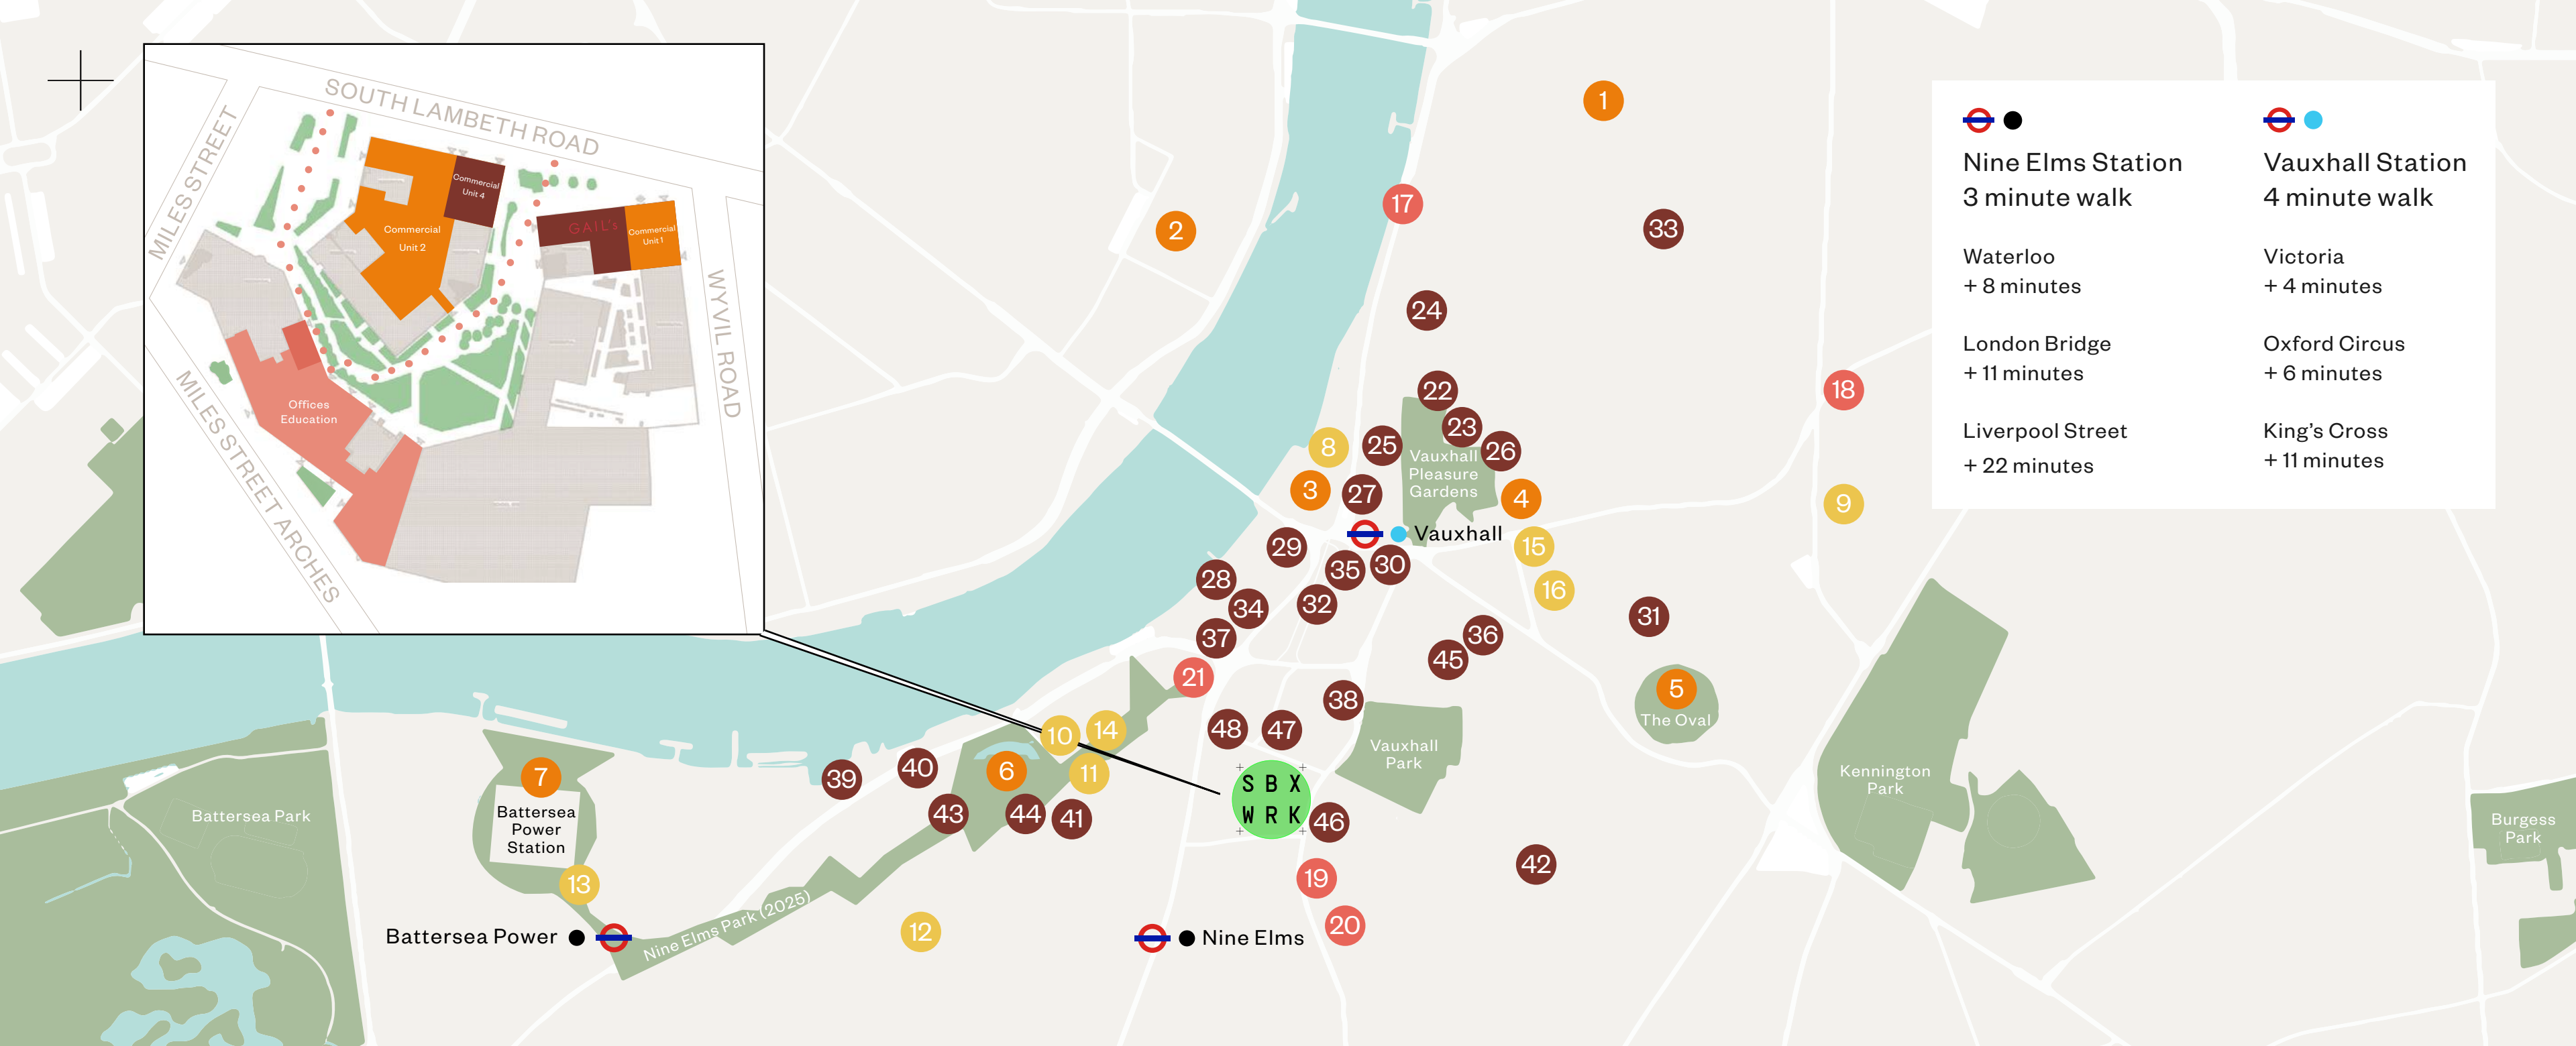 SOUTH LAMBETH ROAD
MILES STREET
Commercial
Unit 4
Commercial
Unit 2
GAIL's
Commercial
Unit 1
WYVIL ROAD
Offices
Education
MILES STREET ARCHES
1
2
17
33
24
22
23
26
25
8
3
27
4
Vauxhall
Pleasure
Gardens
Vauxhall
15
16
29
35
30
28
34
32
37
31
36
45
21
5
The Oval
38
48
47
Vauxhall
Park
10
14
11
6
39
40
43
44
41
S B X
W R K
46
19
20
42
7
Battersea
Power
Station
13
12
Battersea Park
Battersea Power
Nine Elms Park (2025)
Nine Elms
18
9
Kennington
Park
Burgess
Park
Nine Elms Station
3 minute walk
Waterloo
+ 8 minutes
London Bridge
+ 11 minutes
Liverpool Street
+ 22 minutes
Vauxhall Station
4 minute walk
Victoria
+ 4 minutes
Oxford Circus
+ 6 minutes
King's Cross
+ 11 minutes